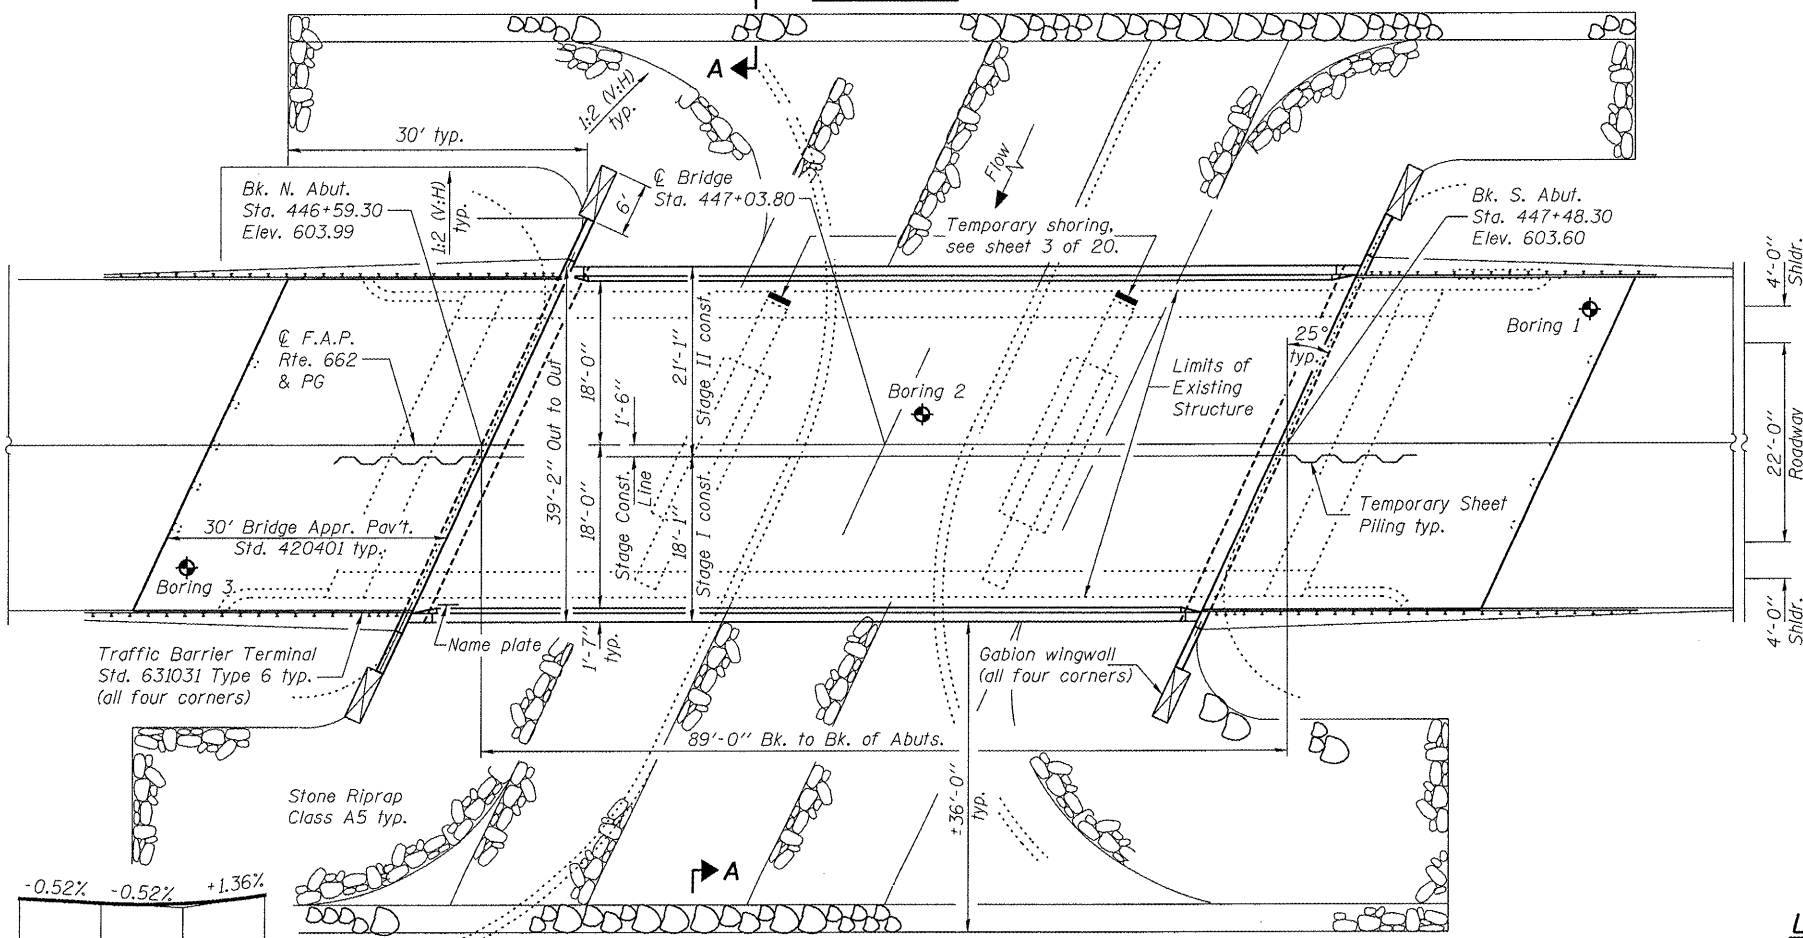 A
1:2 (V:H)
typ.
30' typ.
Bk. N. Abut.
Sta. 446+59.30
Elev. 603.99
1:2 (V:H)
typ.
6'
℄ Bridge
Sta. 447+03.80
Flow
Temporary shoring,
see sheet 3 of 20.
Bk. S. Abut.
Sta. 447+48.30
Elev. 603.60
4'-0"
Shldr.
Boring 1
25°
typ.
℄ F.A.P.
Rte. 662
& PG
39'-2" Out to Out
18'-0"
1'-6"
21'-1"
Stage II const.
Boring 2
Limits of
Existing
Structure
22'-0"
Roadway
18'-0"
Stage Const.
Line
18'-1"
Stage I const.
Temporary Sheet
Piling typ.
30' Bridge Appr. Pav't.
Std. 420401 typ.
Boring 3
4'-0"
Shldr.
Name plate
1'-7"
typ.
Traffic Barrier Terminal
Std. 631031 Type 6 typ.
(all four corners)
Gabion wingwall
(all four corners)
89'-0" Bk. to Bk. of Abuts.
±36'-0"
typ.
Stone Riprap
Class A5 typ.
A
-0.52% -0.52% +1.36%